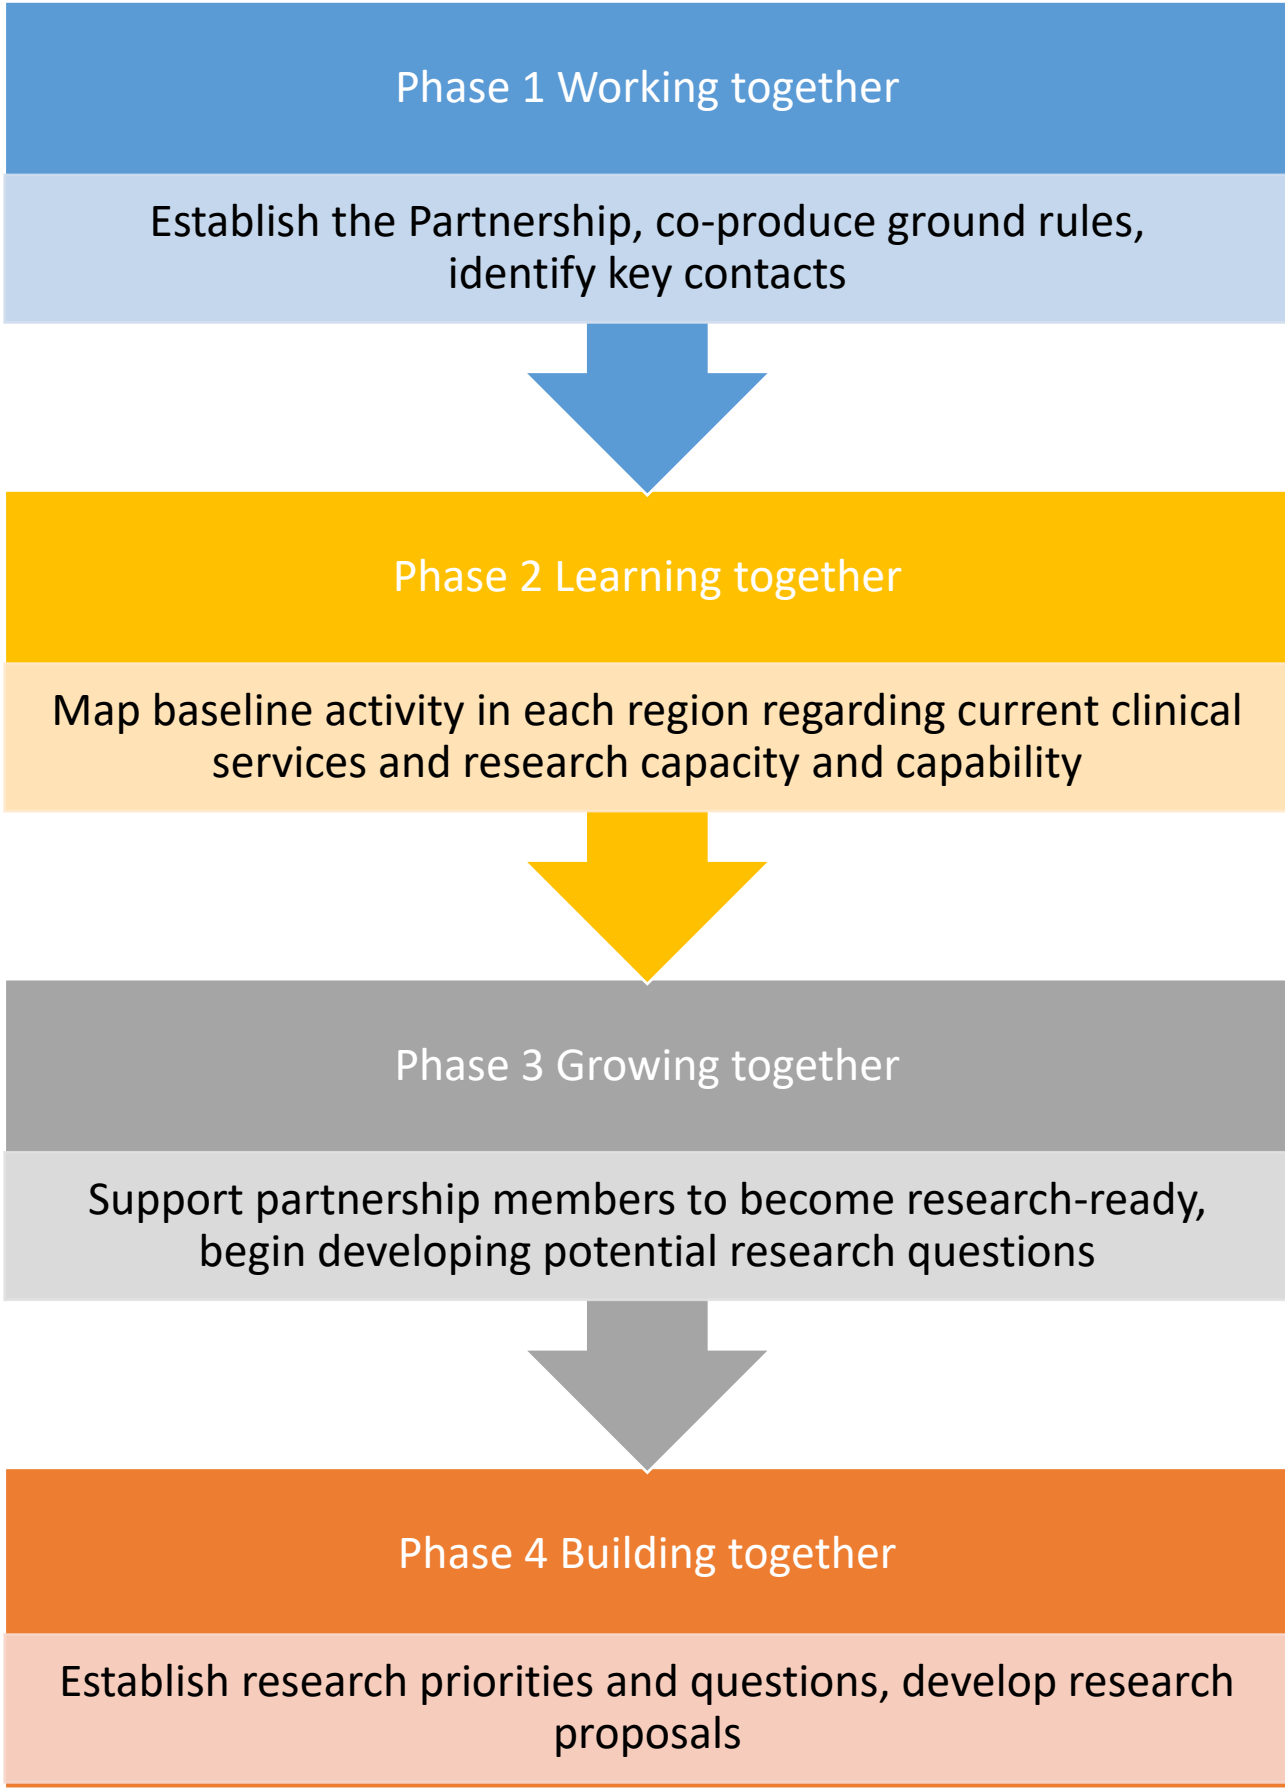 Phase 1 Working together
Establish the Partnership, co-produce ground rules,
identify key contacts
Phase 2 Learning together
Map baseline activity in each region regarding current clinical
services and research capacity and capability
Phase 3 Growing together
Support partnership members to become research-ready,
begin developing potential research questions
Phase 4 Building together
Establish research priorities and questions, develop research
proposals